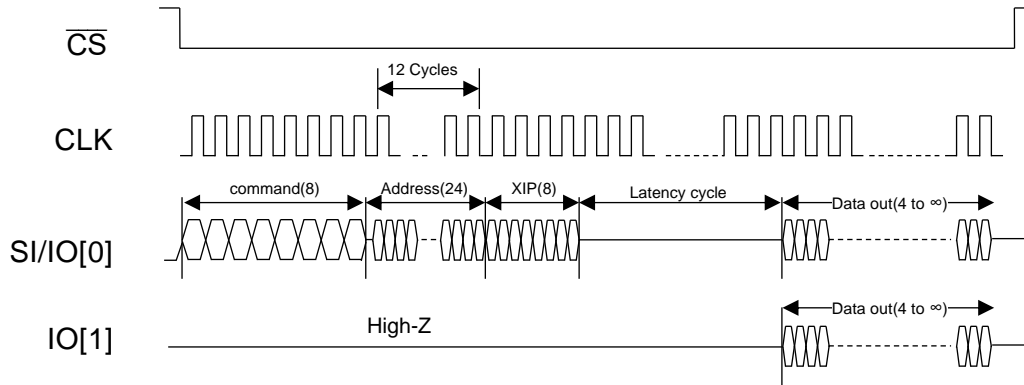 CS
12 Cycles
CLK
command(8)
Address(24)
XIP(8)
Latency cycle
Data out(4 to ∞)
SI/IO[0]
Data out(4 to ∞)
High-Z
IO[1]